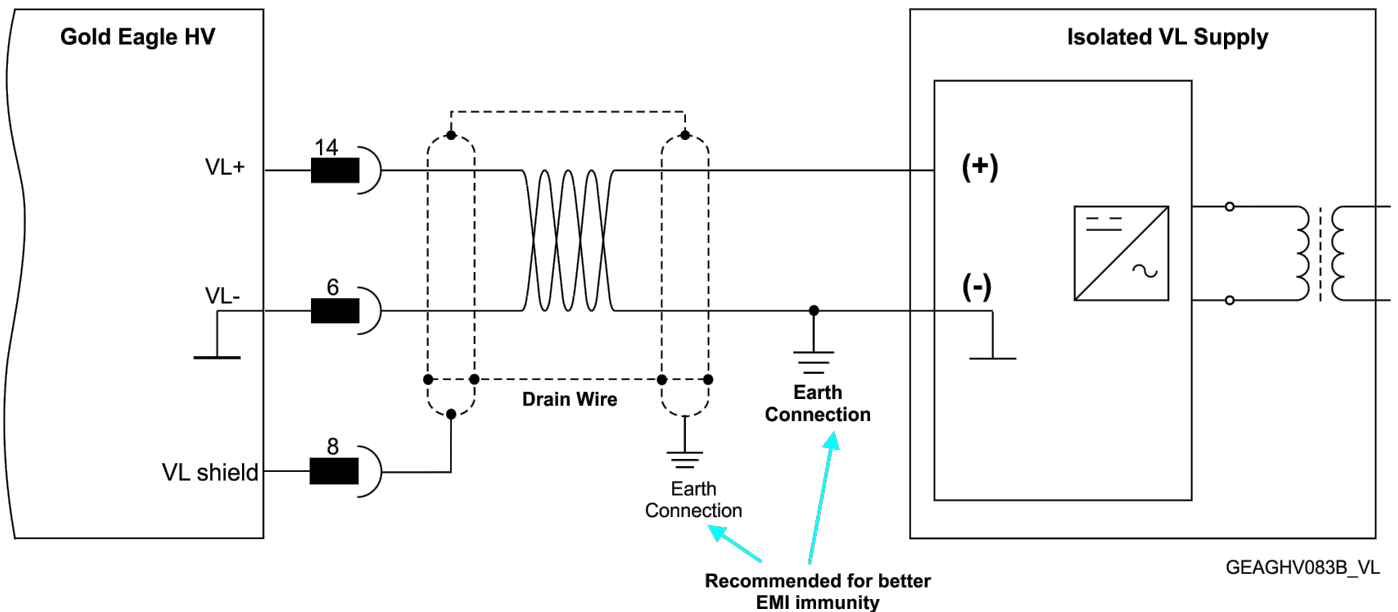 Gold Eagle HV
Isolated VL Supply
14
VL+
(+)
6
VL-
(-)
Drain Wire
Earth
Connection
8
VL shield
Earth
Connection
GEAGHV083B_VL
Recommended for better
EMI immunity